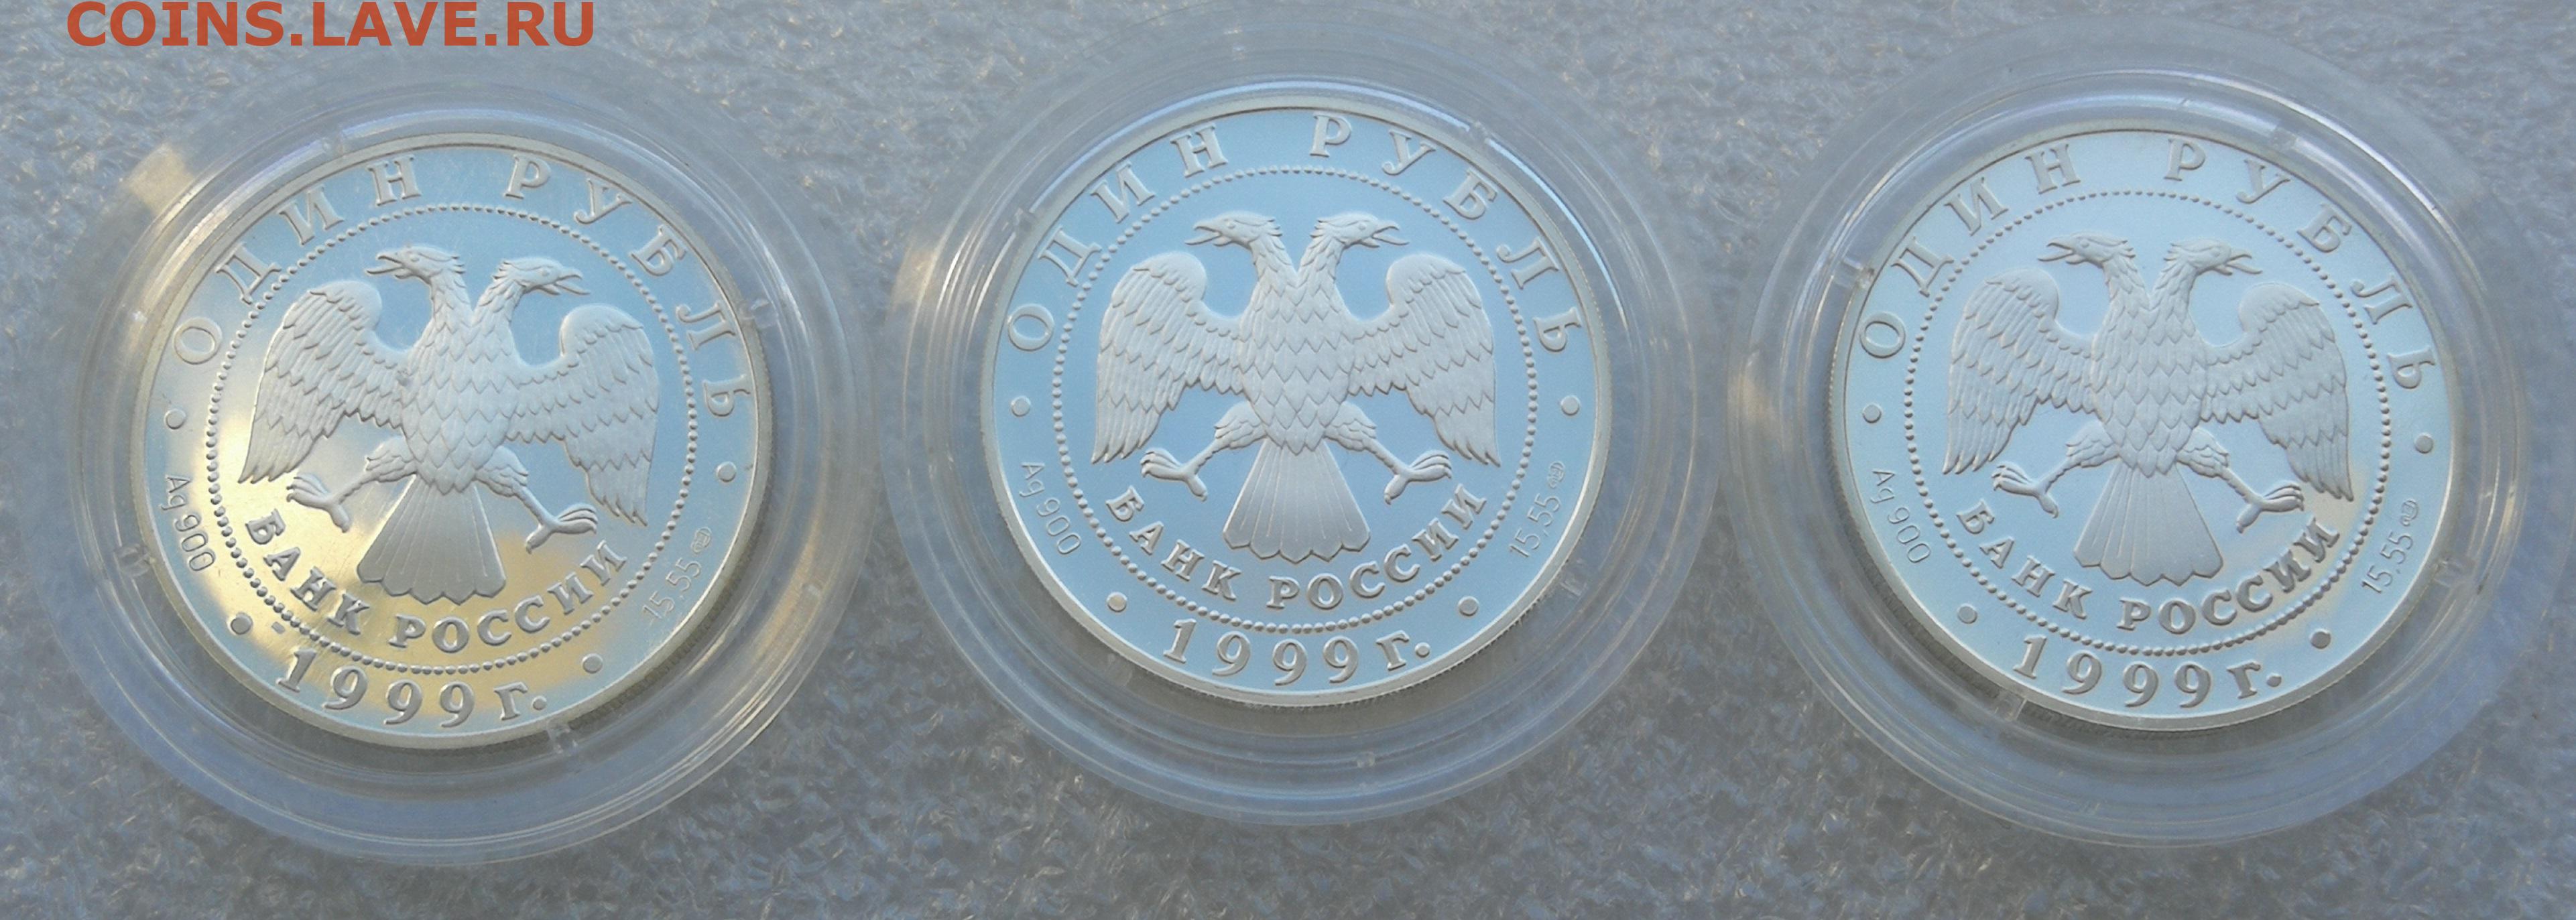 COINS.LAVE.RU
ОДИН РУБЛЬ
Ag 900
БАНК РОССИИ
15,55
1999 г.
ОДИН РУБЛЬ
Ag 900
БАНК РОССИИ
15,55
1999 г.
ОДИН РУБЛЬ
Ag 900
БАНК РОССИИ
15,55
1999 г.